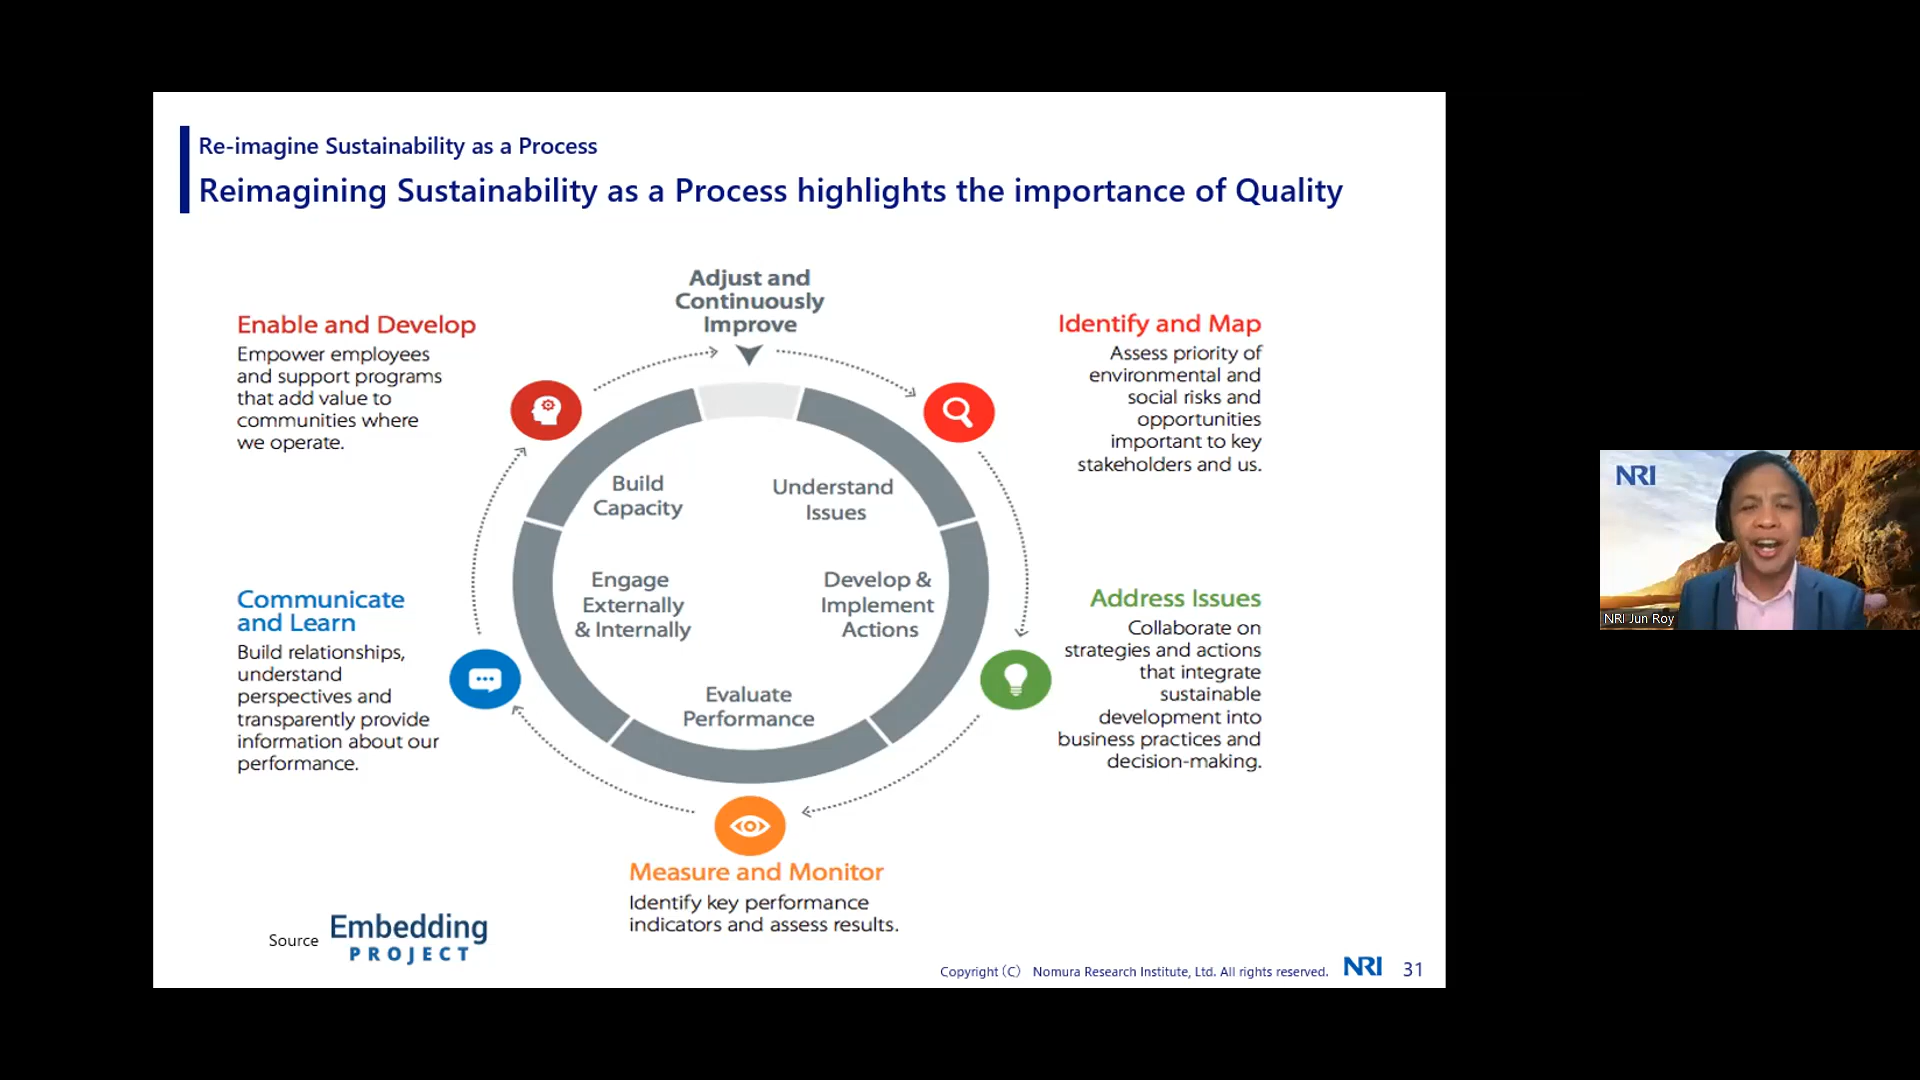 Re-imagine Sustainability as a Process
Reimagining Sustainability as a Process highlights the importance of Quality
Adjust and
Continuously
Improve
Enable and Develop
Empower employees
and support programs
that add value to
communities where
we operate.
Identify and Map
Assess priority of
environmental and
social risks and
opportunities
important to key
stakeholders and us.
Build
Capacity
Understand
Issues
Engage
Externally
& Internally
Develop &
Implement
Actions
Evaluate
Performance
Communicate
and Learn
Build relationships,
understand
perspectives and
transparently provide
information about our
performance.
Address Issues
Collaborate on
strategies and actions
that integrate
sustainable
development into
business practices and
decision-making.
Measure and Monitor
Identify key performance
indicators and assess results.
Source
Embedding
PROJECT
Copyright (C) Nomura Research Institute, Ltd. All rights reserved.
NRI
31
NRI
NRI Jun Roy